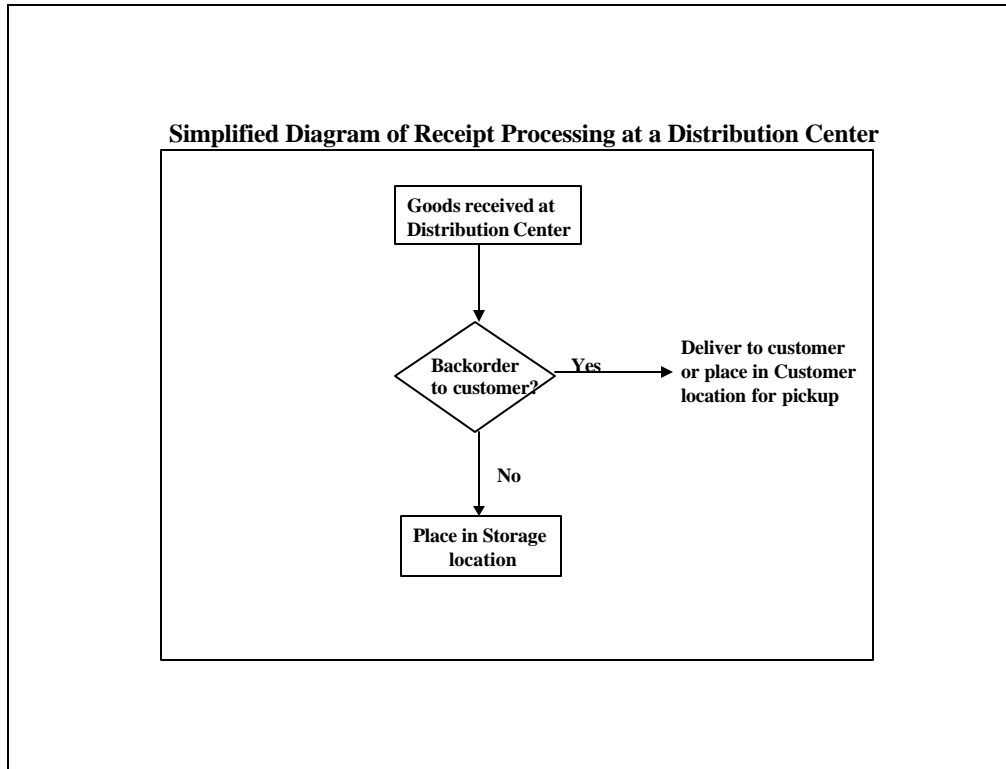 Simplified Diagram of Receipt Processing at a Distribution Center
Goods received at
Distribution Center
Backorder
to customer?
Yes
Deliver to customer
or place in Customer
location for pickup
No
Place in Storage
location